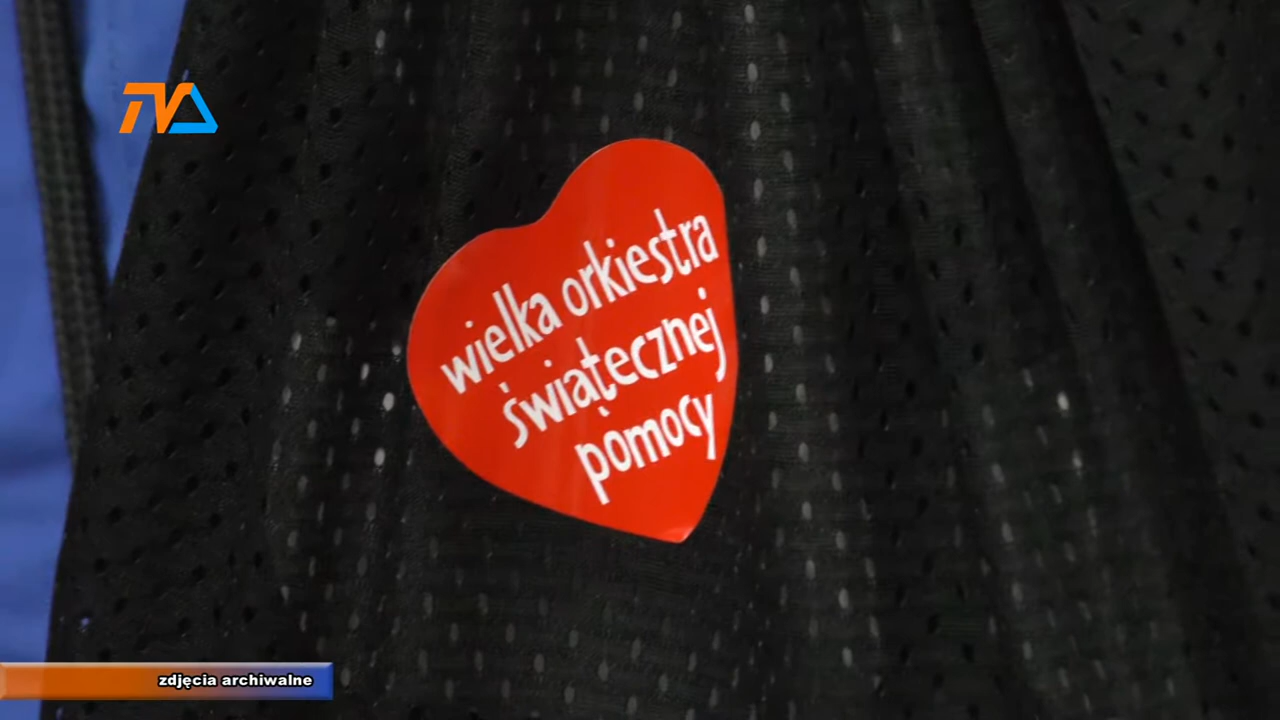 TVA
wielka orkiestra
świątecznej
pomocy
zdjęcia archiwalne